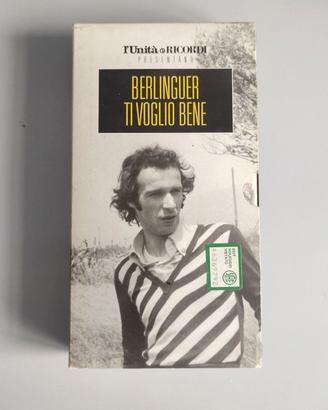 l'Unità e RICORDI
PRESENTANO
BERLINGUER
TI VOGLIO BENE